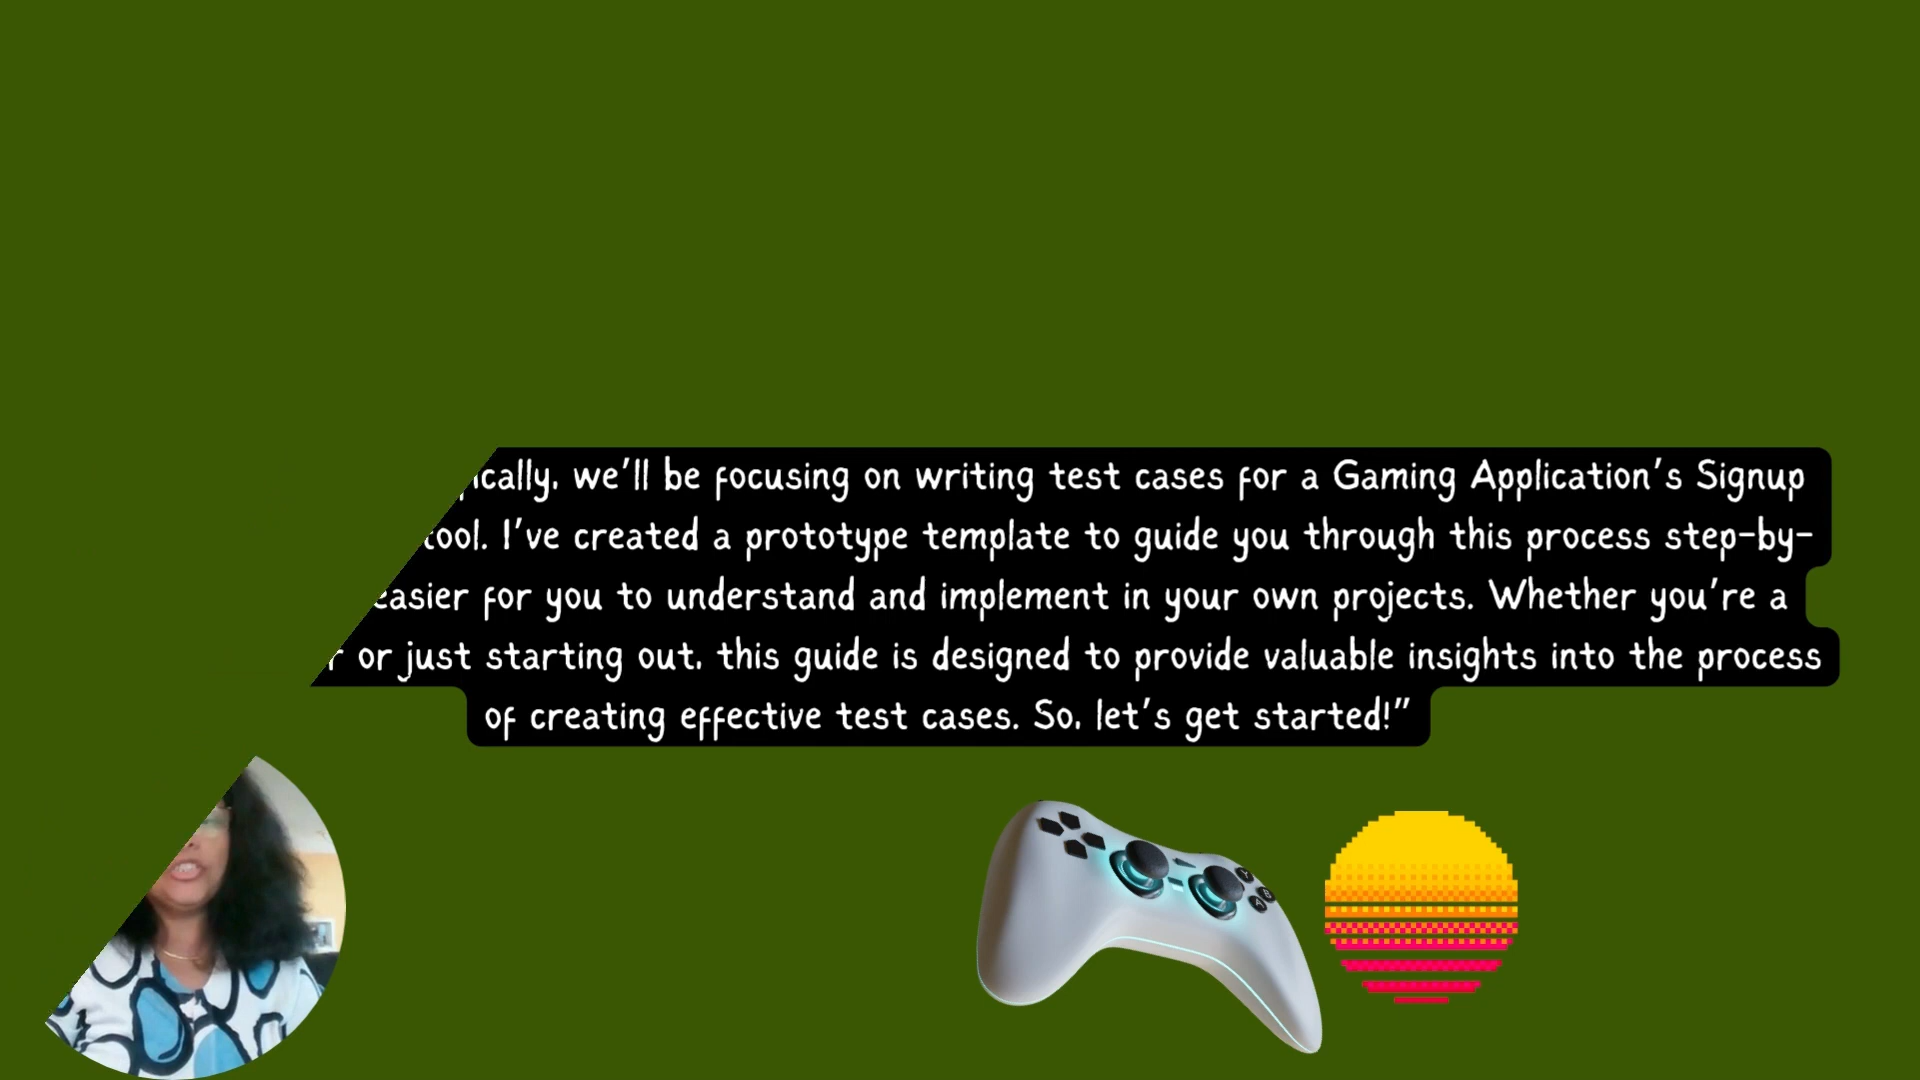 we’ll be focusing on writing test cases for a Gaming Application’s Signup
tool. I’ve created a prototype template to guide you through this process step-by-
easier for you to understand and implement in your own projects. Whether you’re a
or just starting out, this guide is designed to provide valuable insights into the process
of creating effective test cases. So, let’s get started!”